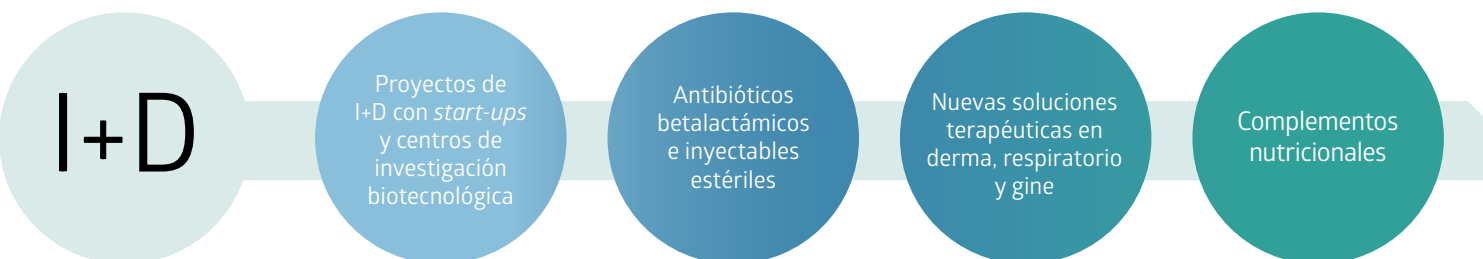 I+D
Proyectos de
I+D con start-ups
y centros de
investigación
biotecnológica
Antibióticos
betalactámicos
e inyectables
estériles
Nuevas soluciones
terapéuticas en
derma, respiratorio
y gine
Complementos
nutricionales